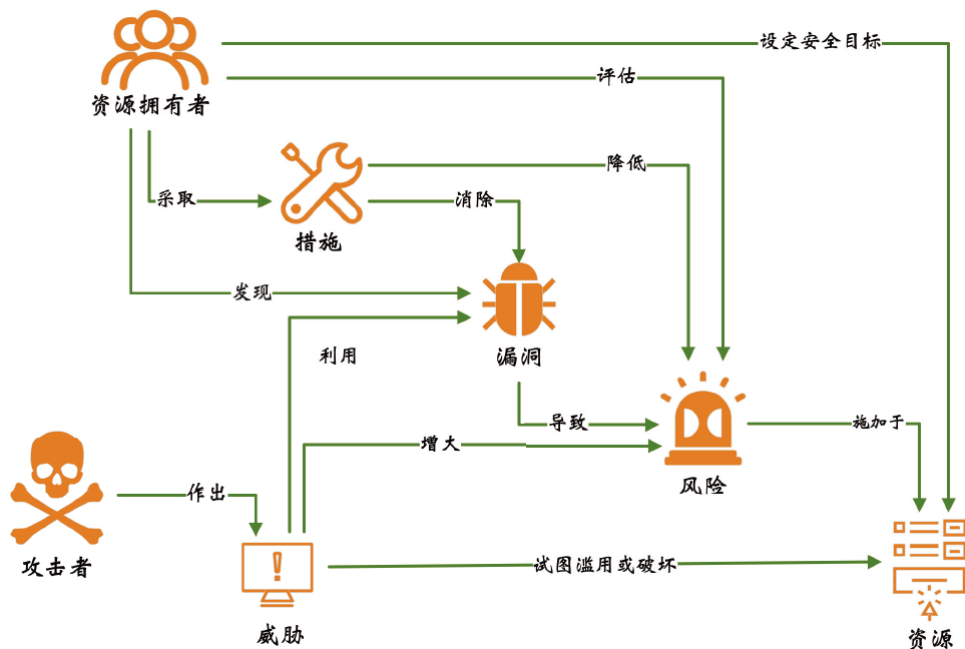 设定安全目标
评估
资源拥有者
降低
采取
消除
措施
发现
利用
漏洞
导致
增大
施加于
风险
作出
攻击者
试图滥用或破坏
威胁
资源